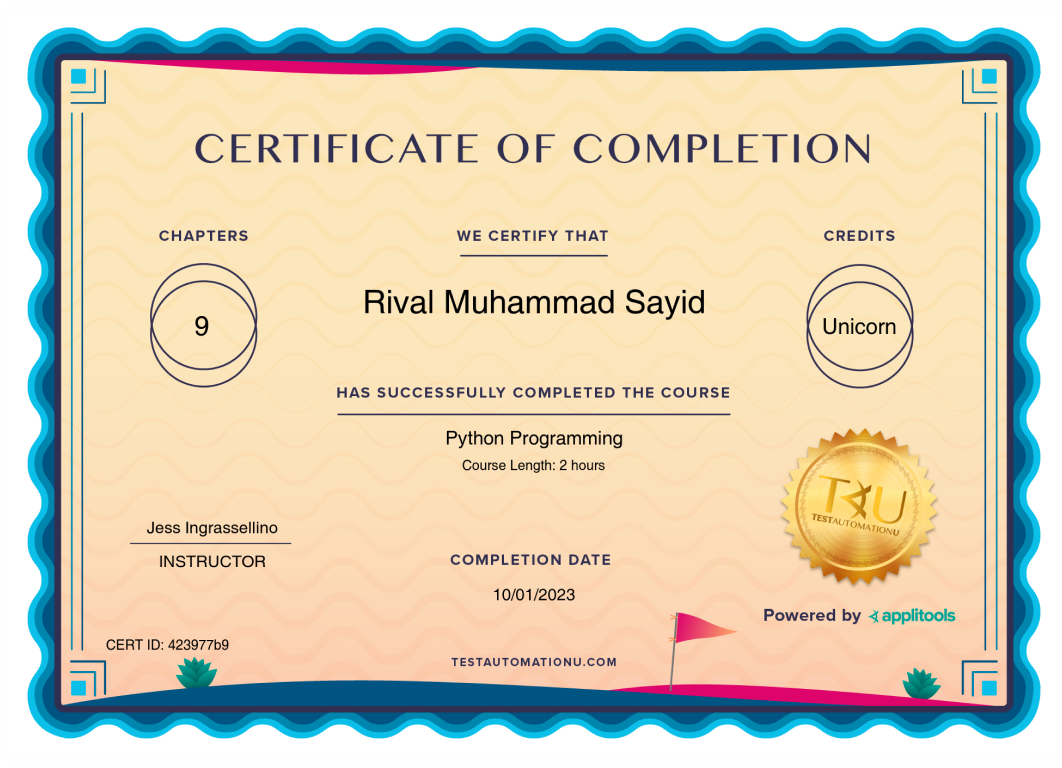 CERTIFICATE OF COMPLETION
CHAPTERS
9
WE CERTIFY THAT
Rival Muhammad Sayid
CREDITS
Unicorn
HAS SUCCESSFULLY COMPLETED THE COURSE
Python Programming
Course Length: 2 hours
TAU
TESTAUTOMATIONU
Jess Ingrassellino
INSTRUCTOR
COMPLETION DATE
10/01/2023
Powered by applitools
CERT ID: 423977b9
TESTAUTOMATIONU.COM